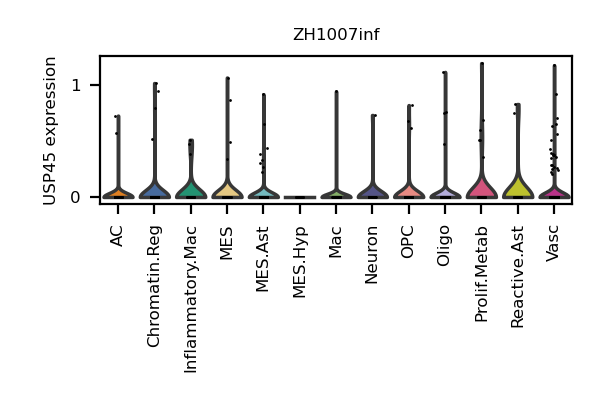 ZH1007inf
USP45 expression
1
0
AC
Chromatin.Reg
Inflammatory.Mac
MES
MES.Ast
MES.Hyp
Mac
Neuron
OPC
Oligo
Prolif.Metab
Reactive.Ast
Vasc